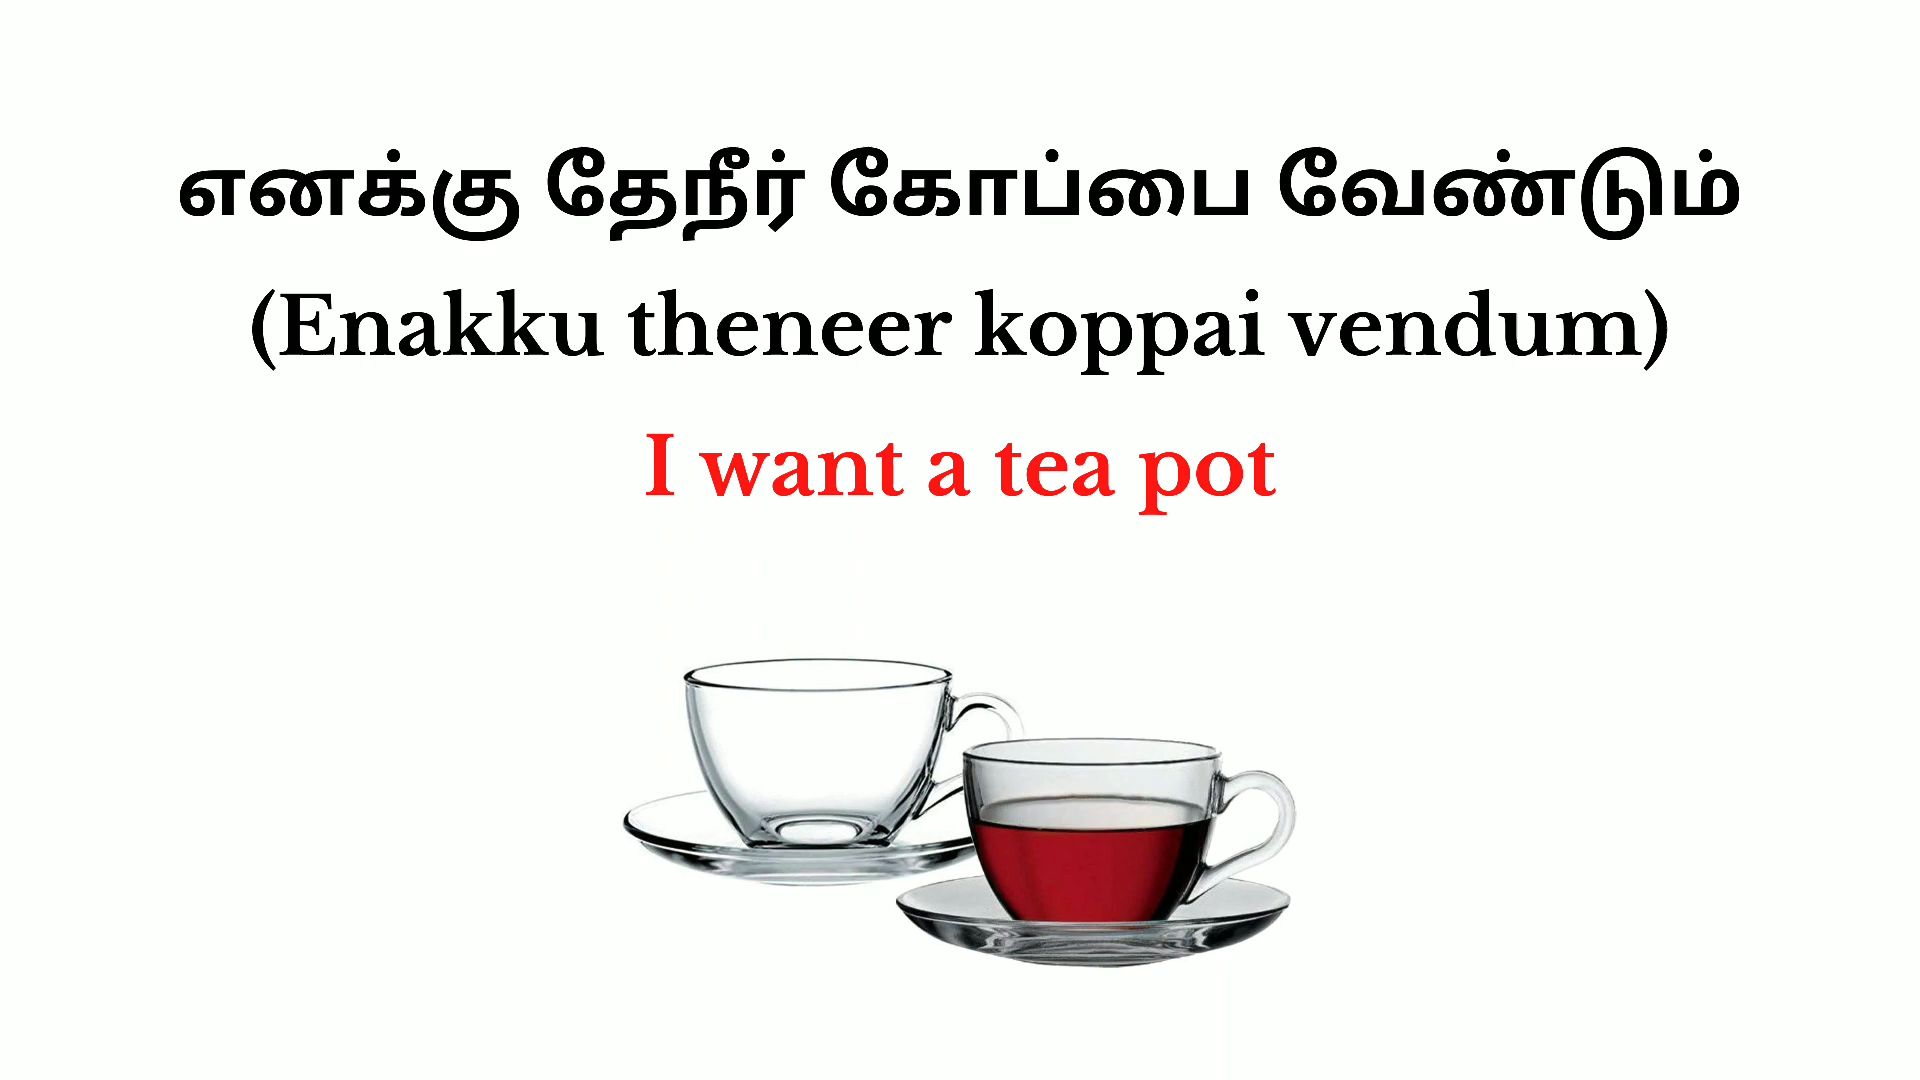 எனக்கு தேநீர் கோப்பை வேண்டும்
(Enakku theneer koppai vendum)
I want a tea pot